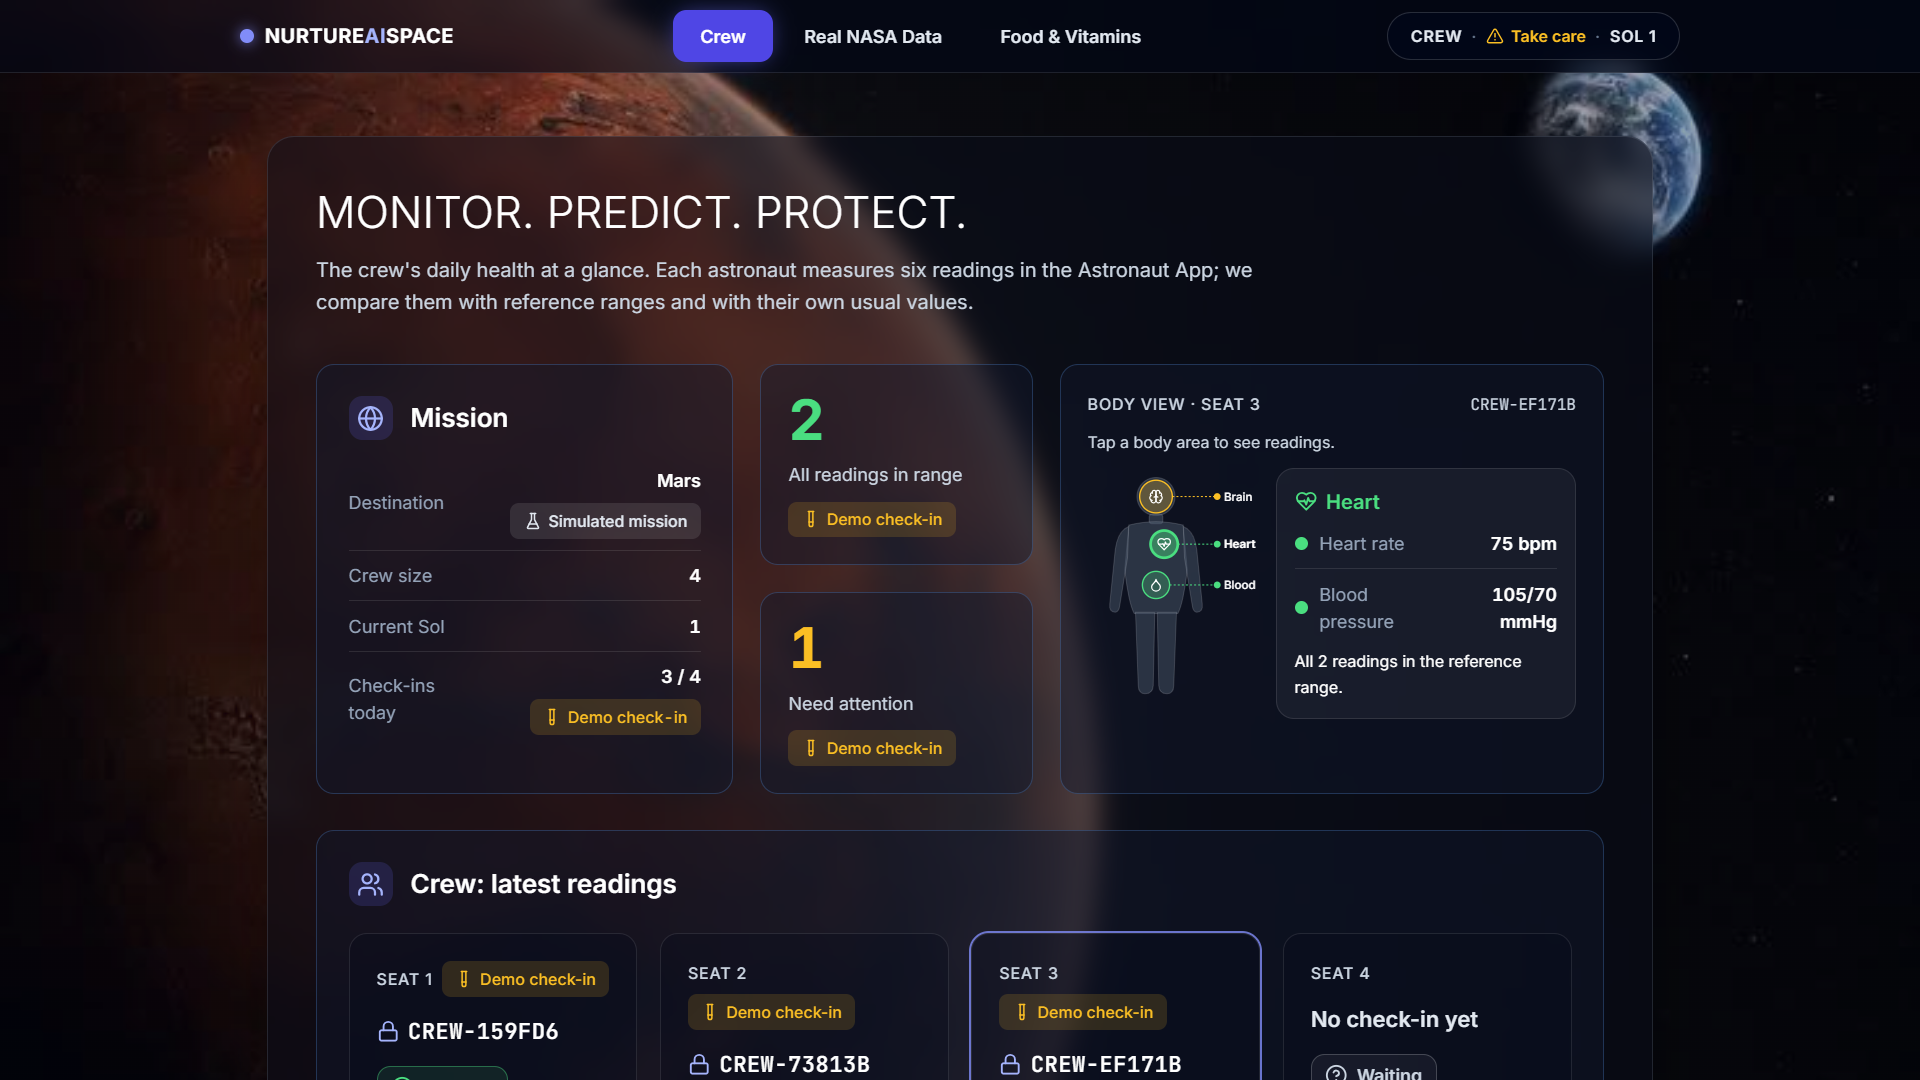 NURTUREAISPACE
Crew
Real NASA Data
Food & Vitamins
CREW · Take care · SOL 1
MONITOR. PREDICT. PROTECT.
The crew's daily health at a glance. Each astronaut measures six readings in the Astronaut App; we
compare them with reference ranges and with their own usual values.
Mission
Destination
Mars
Simulated mission
Crew size
4
Current Sol
1
Check-ins
today
3 / 4
Demo check-in
2
All readings in range
Demo check-in
1
Need attention
Demo check-in
BODY VIEW · SEAT 3
CREW-EF171B
Tap a body area to see readings.
Brain
Heart
Blood
Heart
Heart rate
75 bpm
Blood
pressure
105/70
mmHg
All 2 readings in the reference
range.
Crew: latest readings
SEAT 1
Demo check-in
CREW-159FD6
SEAT 2
Demo check-in
CREW-73813B
SEAT 3
Demo check-in
CREW-EF171B
SEAT 4
No check-in yet
Waiting